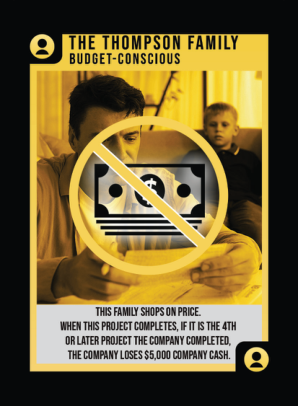 THE THOMPSON FAMILY
BUDGET-CONSCIOUS
$
THIS FAMILY SHOPS ON PRICE.
WHEN THIS PROJECT COMPLETES, IF IT IS THE 4TH
OR LATER PROJECT THE COMPANY COMPLETED,
THE COMPANY LOSES $5,000 COMPANY CASH.